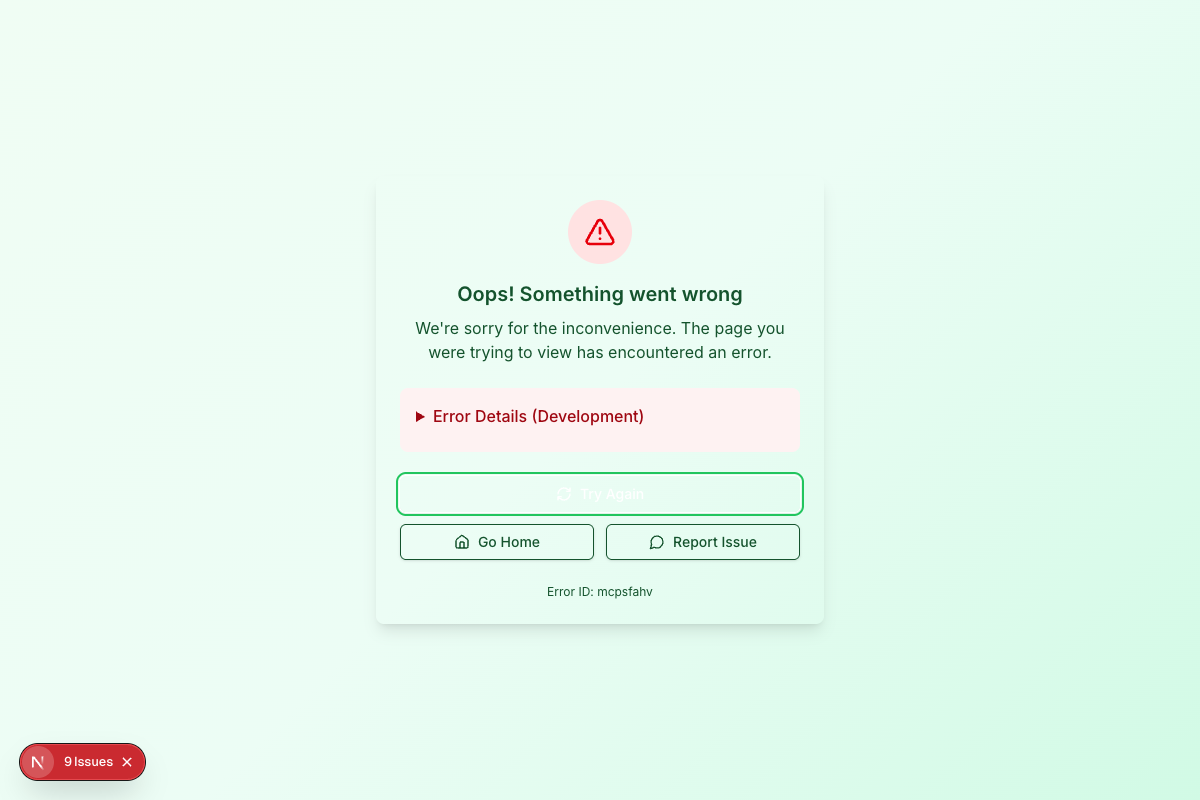 Oops! Something went wrong
We're sorry for the inconvenience. The page you
were trying to view has encountered an error.
Error Details (Development)
Try Again
Go Home
Report Issue
Error ID: mcpsfahv
N
9 Issues